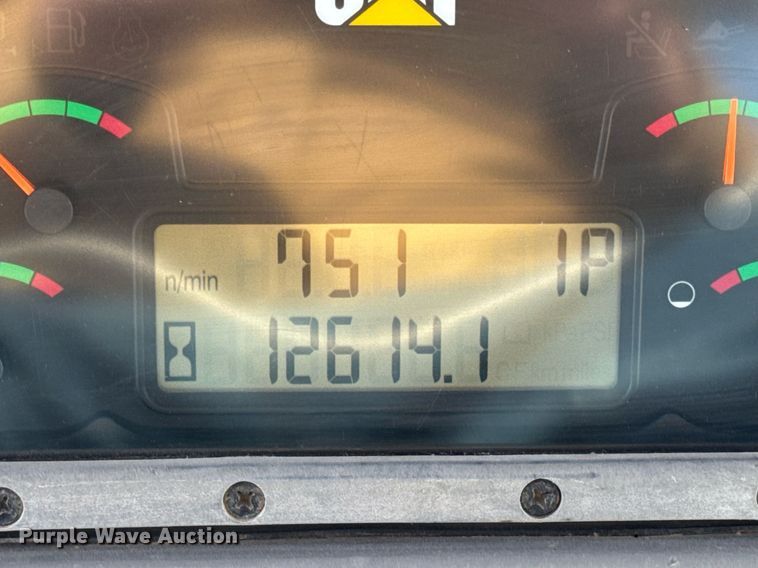 CAT
n/min 751 1P
12614.1
Purple Wave Auction